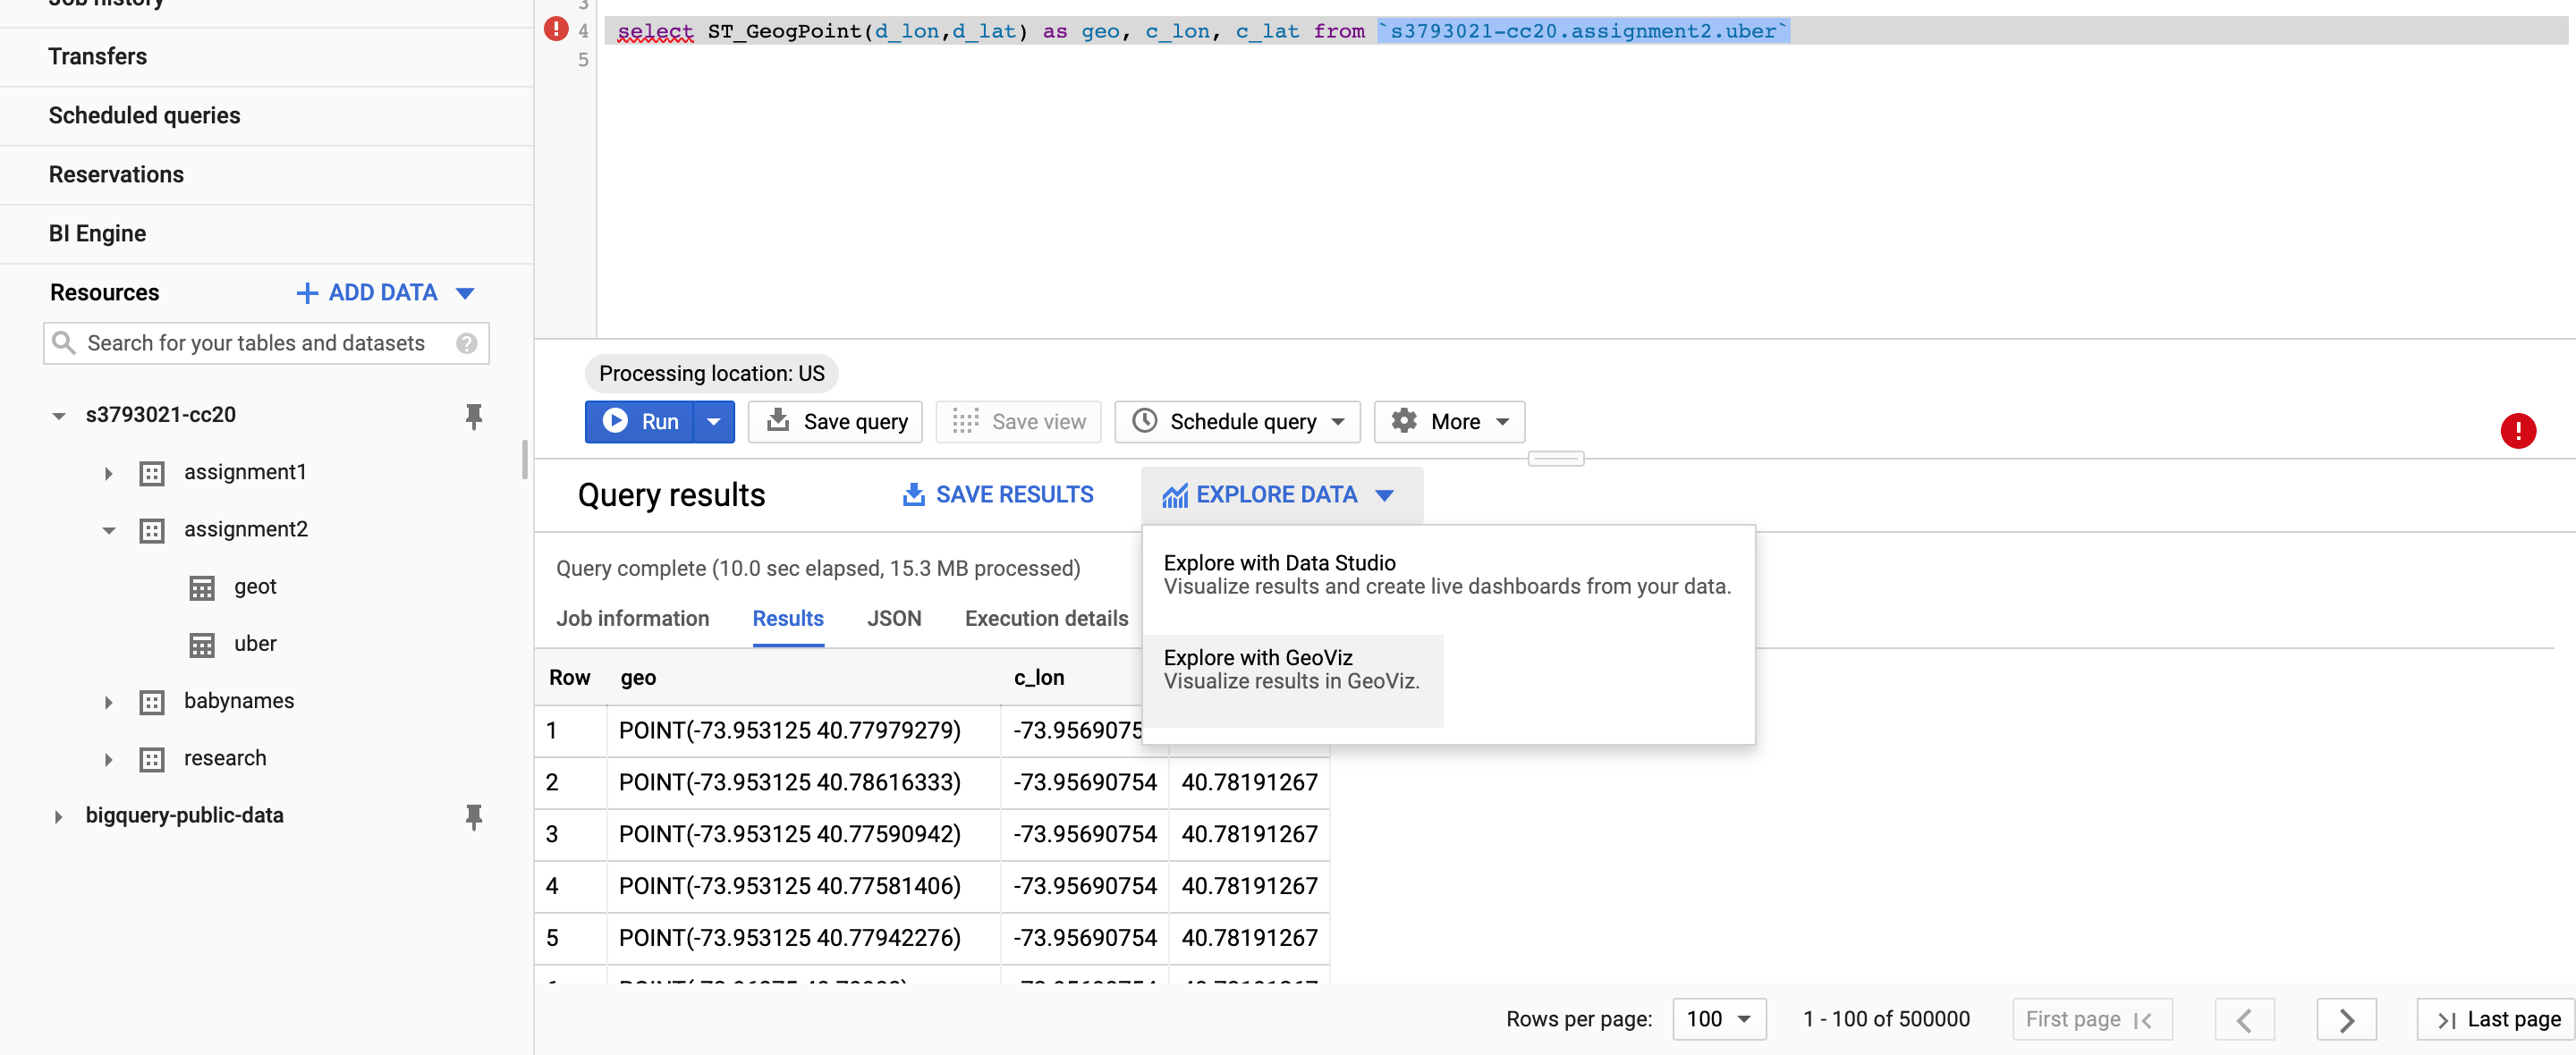 Job history
Transfers
Scheduled queries
Reservations
BI Engine
Resources
ADD DATA
Search for your tables and datasets
s3793021-cc20
assignment1
assignment2
geot
uber
babynames
research
bigquery-public-data
3
4 select ST_GeogPoint(d_lon,d_lat) as geo, c_lon, c_lat from `s3793021-cc20.assignment2.uber`
5
Processing location: US
Run Save query Save view Schedule query More
Query results SAVE RESULTS EXPLORE DATA
Explore with Data Studio
Visualize results and create live dashboards from your data.
Explore with GeoViz
Visualize results in GeoViz.
Query complete (10.0 sec elapsed, 15.3 MB processed)
Job information Results JSON Execution details
Row geo c_lon
1 POINT(-73.953125 40.77979279) -73.9569075
2 POINT(-73.953125 40.78616333) -73.95690754 40.78191267
3 POINT(-73.953125 40.77590942) -73.95690754 40.78191267
4 POINT(-73.953125 40.77581406) -73.95690754 40.78191267
5 POINT(-73.953125 40.77942276) -73.95690754 40.78191267
Rows per page: 100 1 - 100 of 500000 First page Last page